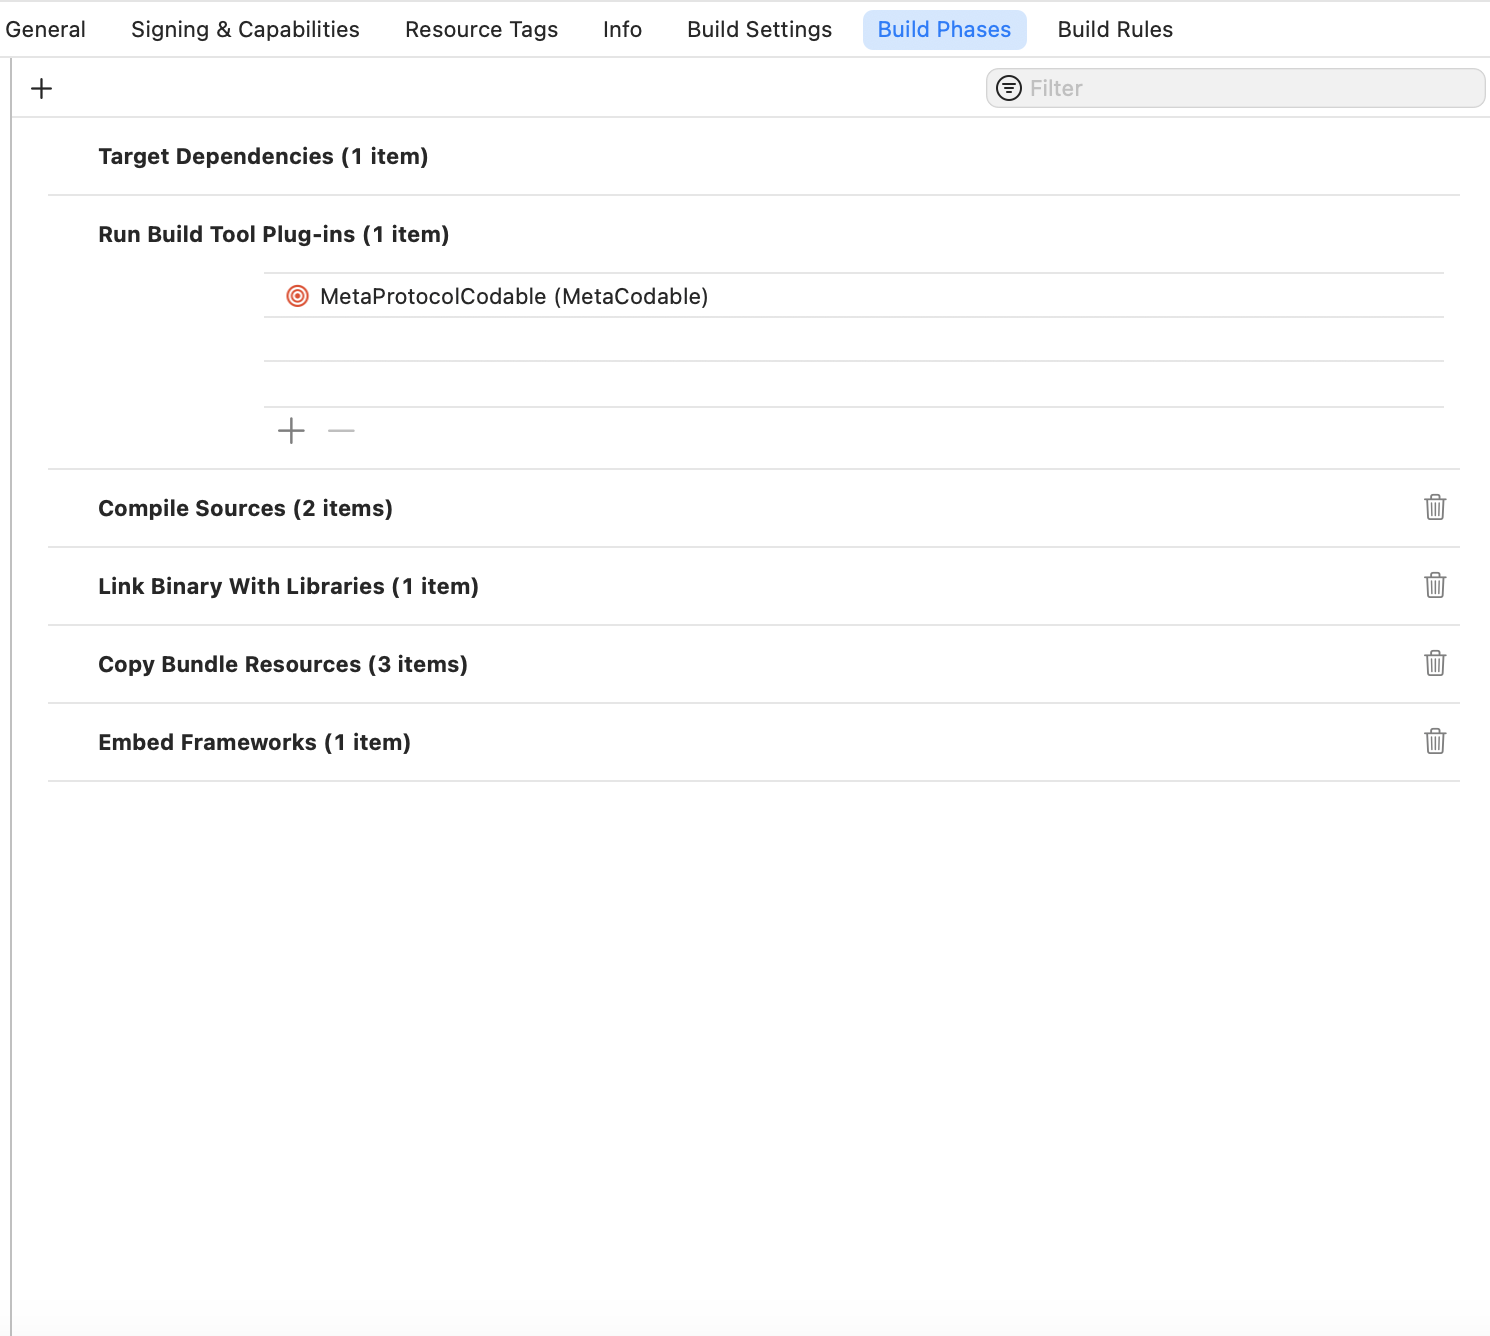 General Signing & Capabilities Resource Tags Info Build Settings Build Phases Build Rules
Filter
Target Dependencies (1 item)
Run Build Tool Plug-ins (1 item)
MetaProtocolCodable (MetaCodable)
Compile Sources (2 items)
Link Binary With Libraries (1 item)
Copy Bundle Resources (3 items)
Embed Frameworks (1 item)